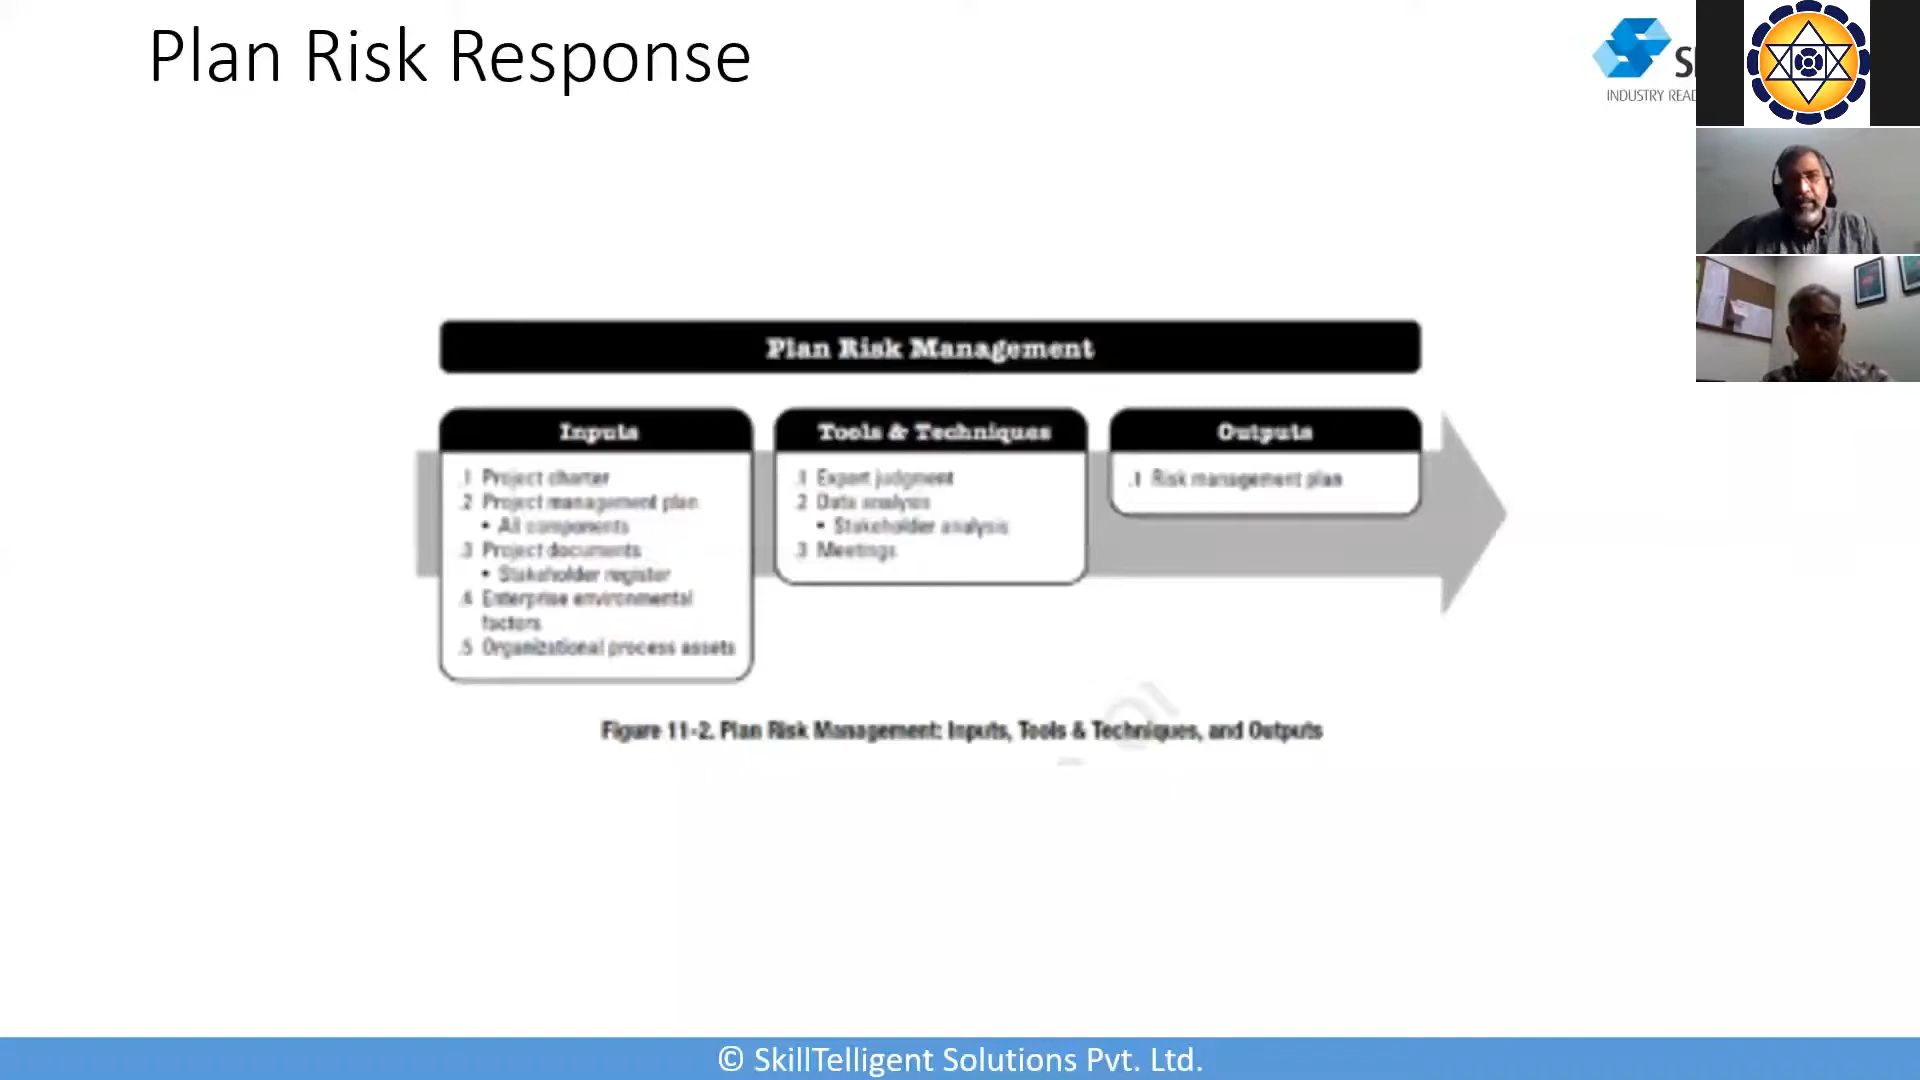 Plan Risk Response
INDUSTRY
Plan Risk Management
Inputs
.1 Project charter
.2 Project management plan
• All components
.3 Project documents
• Stakeholder register
.4 Enterprise environmental
factors
.5 Organizational process assets
Tools & Techniques
.1 Expert judgment
.2 Data analysis
• Stakeholder analysis
.3 Meetings
Outputs
.1 Risk management plan
Figure 11-2. Plan Risk Management: Inputs, Tools & Techniques, and Outputs
© SkillTelligent Solutions Pvt. Ltd.